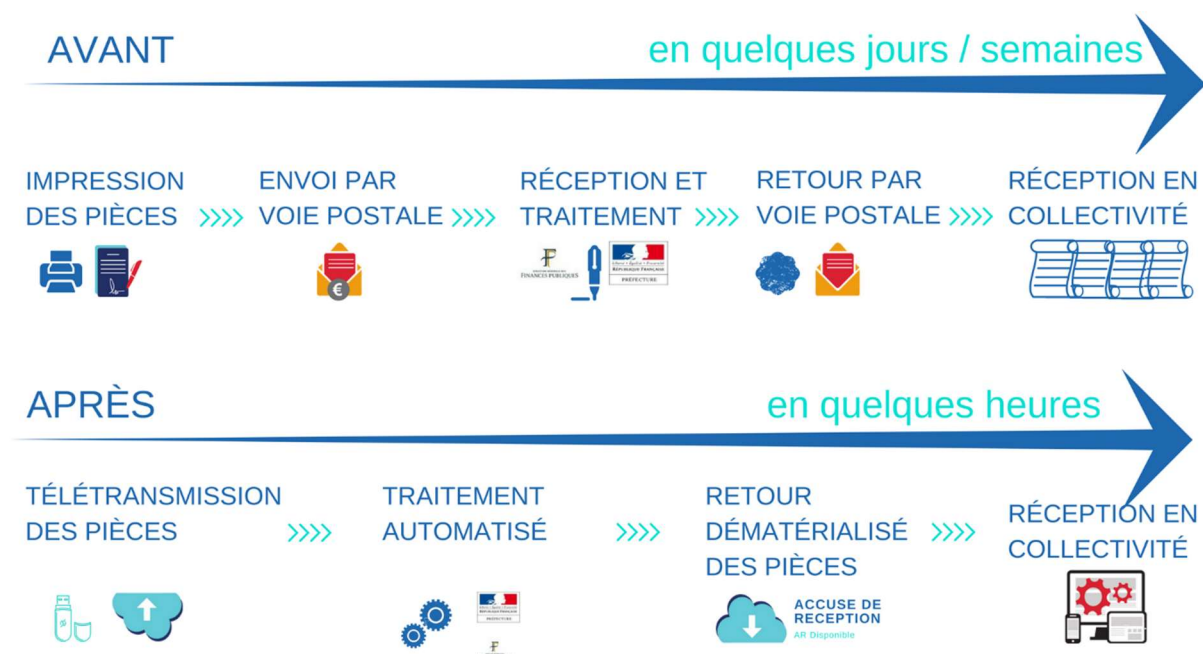 AVANT
en quelques jours / semaines
IMPRESSION
DES PIÈCES
ENVOI PAR
VOIE POSTALE
RÉCEPTION ET
TRAITEMENT
RETOUR PAR
VOIE POSTALE
RÉCEPTION EN
COLLECTIVITÉ
FINANCES PUBLIQUES
RÉPUBLIQUE FRANÇAISE
PRÉFECTURE
€
APRÈS
en quelques heures
TÉLÉTRANSMISSION
DES PIÈCES
TRAITEMENT
AUTOMATISÉ
RETOUR
DÉMATÉRIALISÉ
DES PIÈCES
RÉCEPTION EN
COLLECTIVITÉ
ACCUSE DE
RECEPTION
AR Disponible